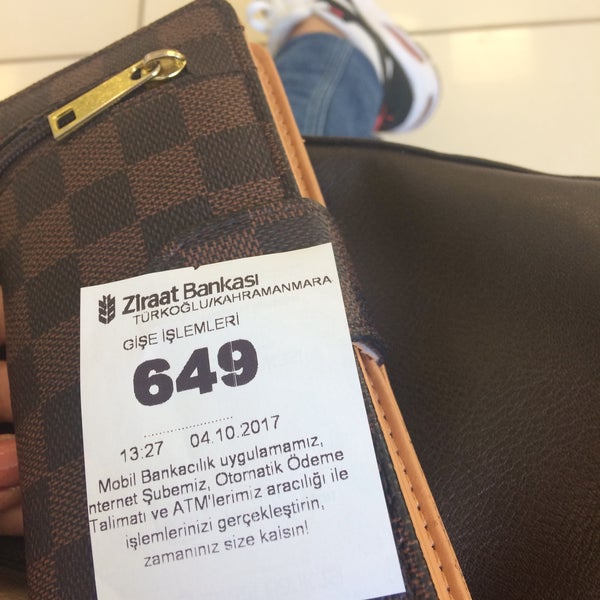 Ziraat Bankası
TÜRKOĞLU/KAHRAMANMARA
GİŞE İŞLEMLERİ
649
13:27 04.10.2017
Mobil Bankacılık uygulamamız,
nternet Şubemiz, Otomatik Ödeme
Talimatı ve ATM'lerimiz aracılığı ile
işlemlerinizi gerçekleştirin,
zamanınız size kalsın!